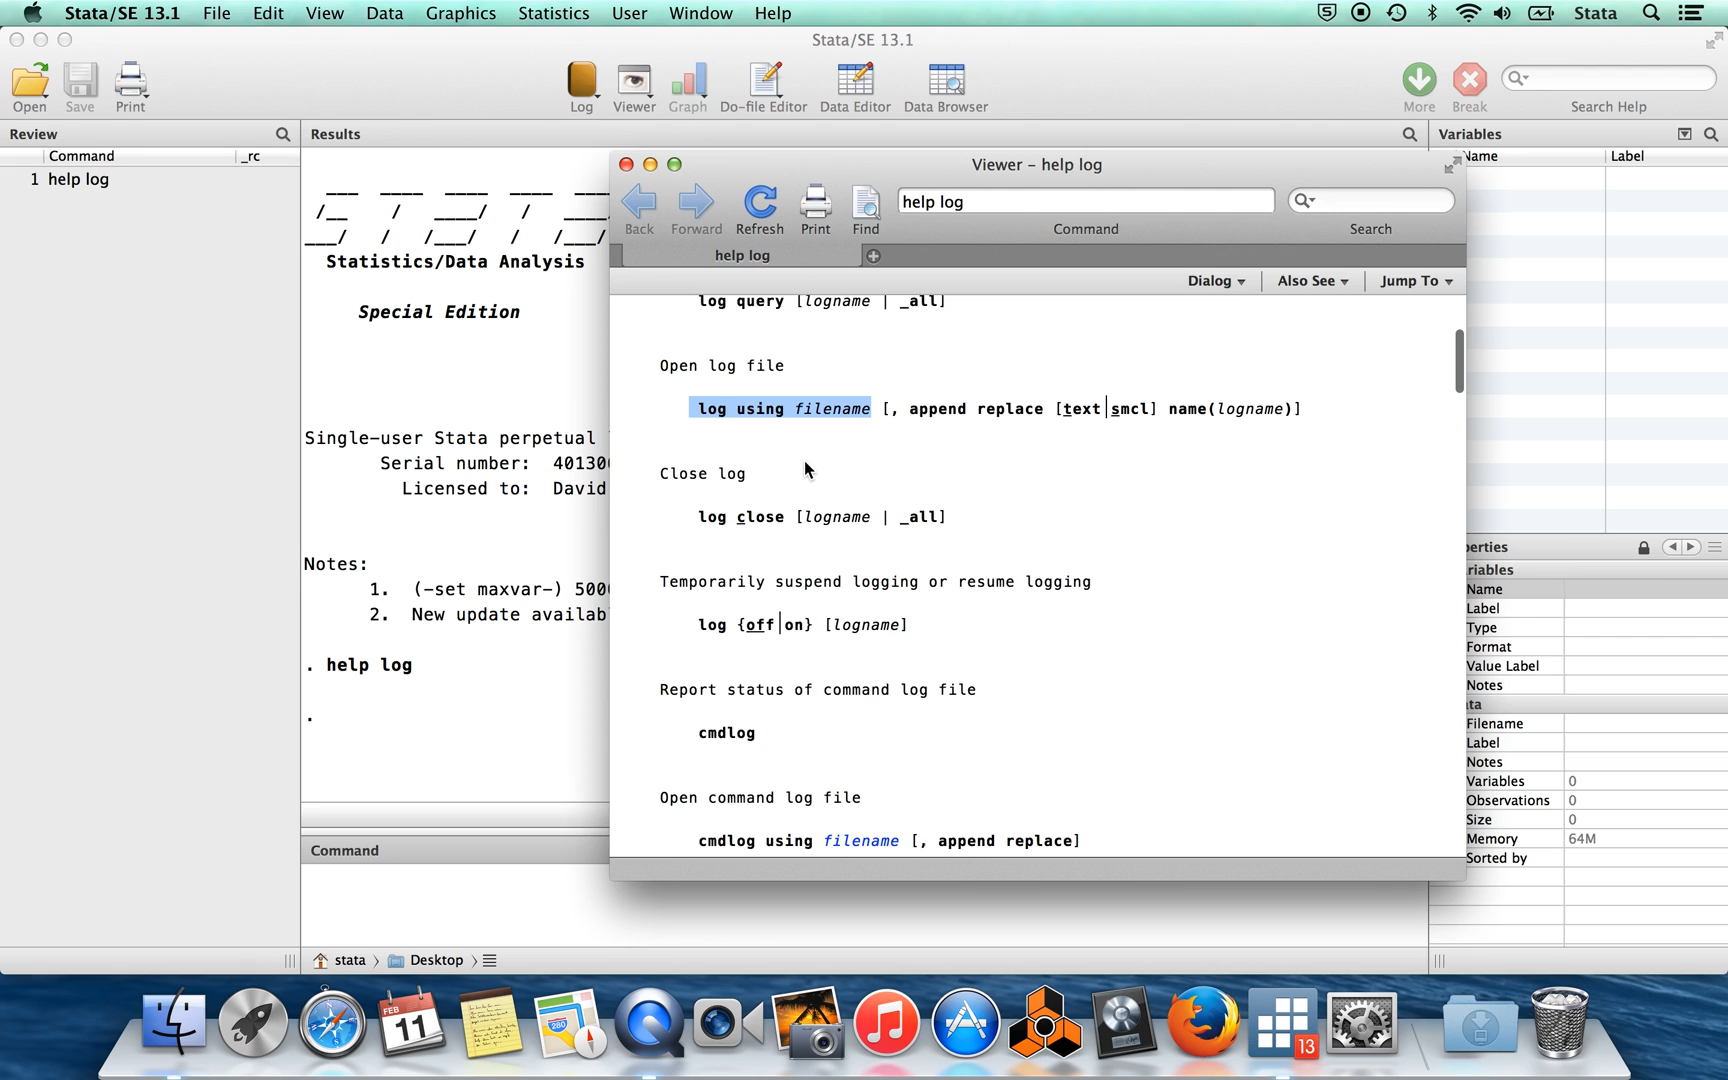 Stata/SE 13.1 File Edit View Data Graphics Statistics User Window Help Stata
Stata/SE 13.1
Open Save Print Log Viewer Graph Do-file Editor Data Editor Data Browser More Break Search Help
Review Results Variables
Command _rc
1 help log
Name Label
Statistics/Data Analysis
Special Edition
Single-user Stata perpetual
Serial number:
Licensed to: David
Notes:
1. (-set maxvar-)
2. New update
. help log
.
Command
stata Desktop
Viewer – help log
help log
Back Forward Refresh Print Find Command Search
help log
Dialog Also See Jump To
log query [logname | _all]
Open log file
log using filename [, append replace [text|smcl] name(logname)]
Close log
log close [logname | _all]
Temporarily suspend logging or resume logging
log {off|on} [logname]
Report status of command log file
cmdlog
Open command log file
cmdlog using filename [, append replace]
Name
Label
Type
Format
Value Label
Notes
Filename
Label
Notes
Variables 0
Observations 0
Size 0
Memory 64M
Sorted by
FEB
11
280
13